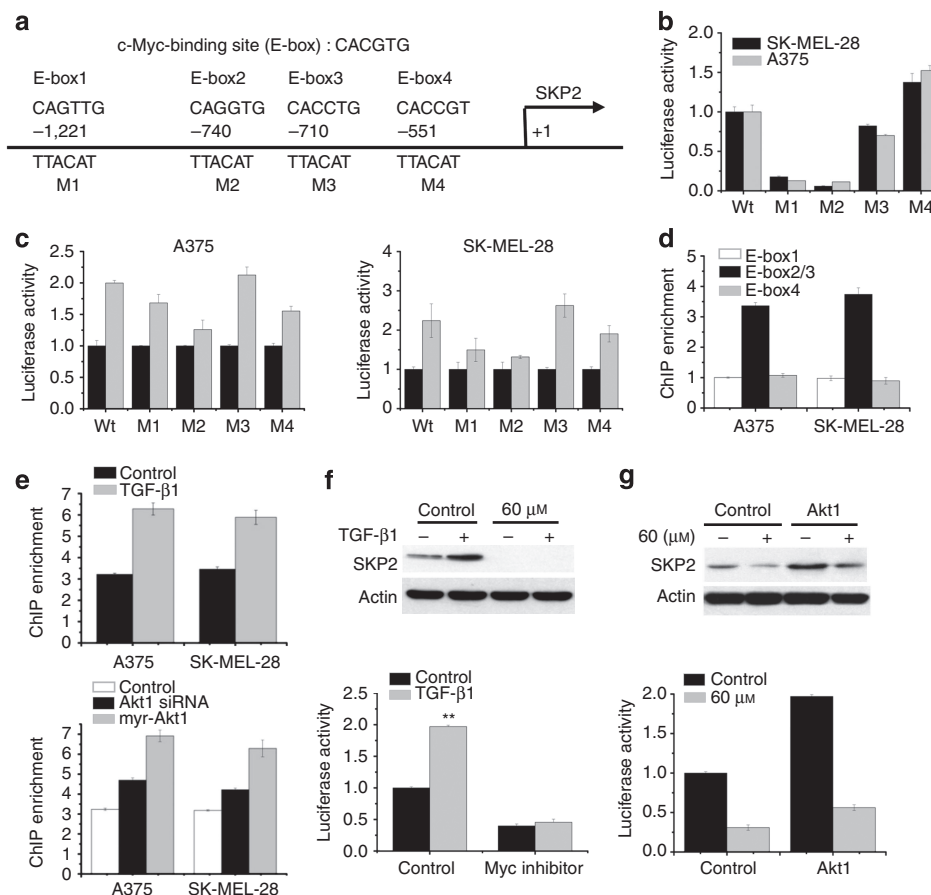 a
c-Myc-binding site (E-box) : CACGTG
E-box1 E-box2 E-box3 E-box4
CAGTTG CAGGTG CACCTG CACCGT
–1,221 –740 –710 –551
SKP2
+1
TTACAT TTACAT TTACAT TTACAT
M1 M2 M3 M4
b
SK-MEL-28
A375
Luciferase activity
2.0
1.5
1.0
0.5
0.0
Wt M1 M2 M3 M4
c
A375
Luciferase activity
2.5
2.0
1.5
1.0
0.5
0.0
Wt M1 M2 M3 M4
SK-MEL-28
Luciferase activity
4
3
2
1
0
Wt M1 M2 M3 M4
d
E-box1
E-box2/3
E-box4
ChIP enrichment
5
4
3
2
1
0
A375 SK-MEL-28
e
Control
TGF-β1
ChIP enrichment
7
6
5
4
3
2
1
0
A375 SK-MEL-28
Control
Akt1 siRNA
myr-Akt1
ChIP enrichment
7
6
5
4
3
2
1
0
A375 SK-MEL-28
f
Control 60 μM
TGF-β1 – + – +
SKP2
Actin
Control
TGF-β1
Luciferase activity
2.5
2.0
1.5
1.0
0.5
0.0
**
Control Myc inhibitor
g
Control Akt1
60 (μM) – + – +
SKP2
Actin
Control
60 μM
Luciferase activity
2.0
1.5
1.0
0.5
0.0
Control Akt1